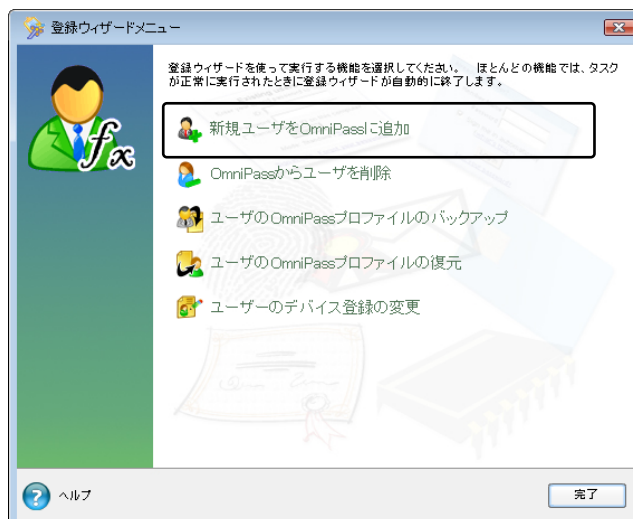 登録ウィザードメニュー
登録ウィザードを使って実行する機能を選択してください。 ほとんどの機能では、タスク
が正常に実行されたときに登録ウィザードが自動的に終了します。
新規ユーザをOmniPassに追加
OmniPassからユーザを削除
ユーザのOmniPassプロファイルのバックアップ
ユーザのOmniPassプロファイルの復元
ユーザーのデバイス登録の変更
fx
? ヘルプ
完了